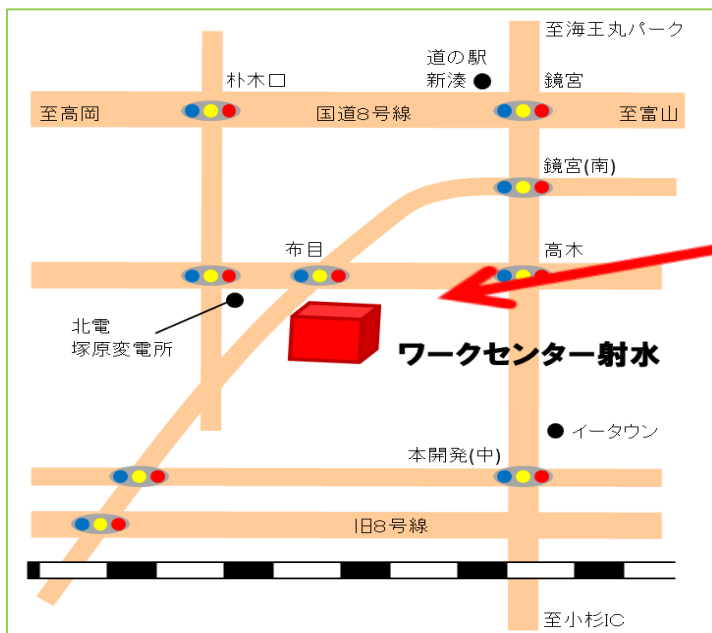 至海王丸パーク
道の駅
新湊
朴木口
鏡宮
至高岡
国道8号線
至富山
鏡宮(南)
布目
高木
北電
塚原変電所
ワークセンター射水
イータウン
本開発(中)
旧8号線
至小杉IC